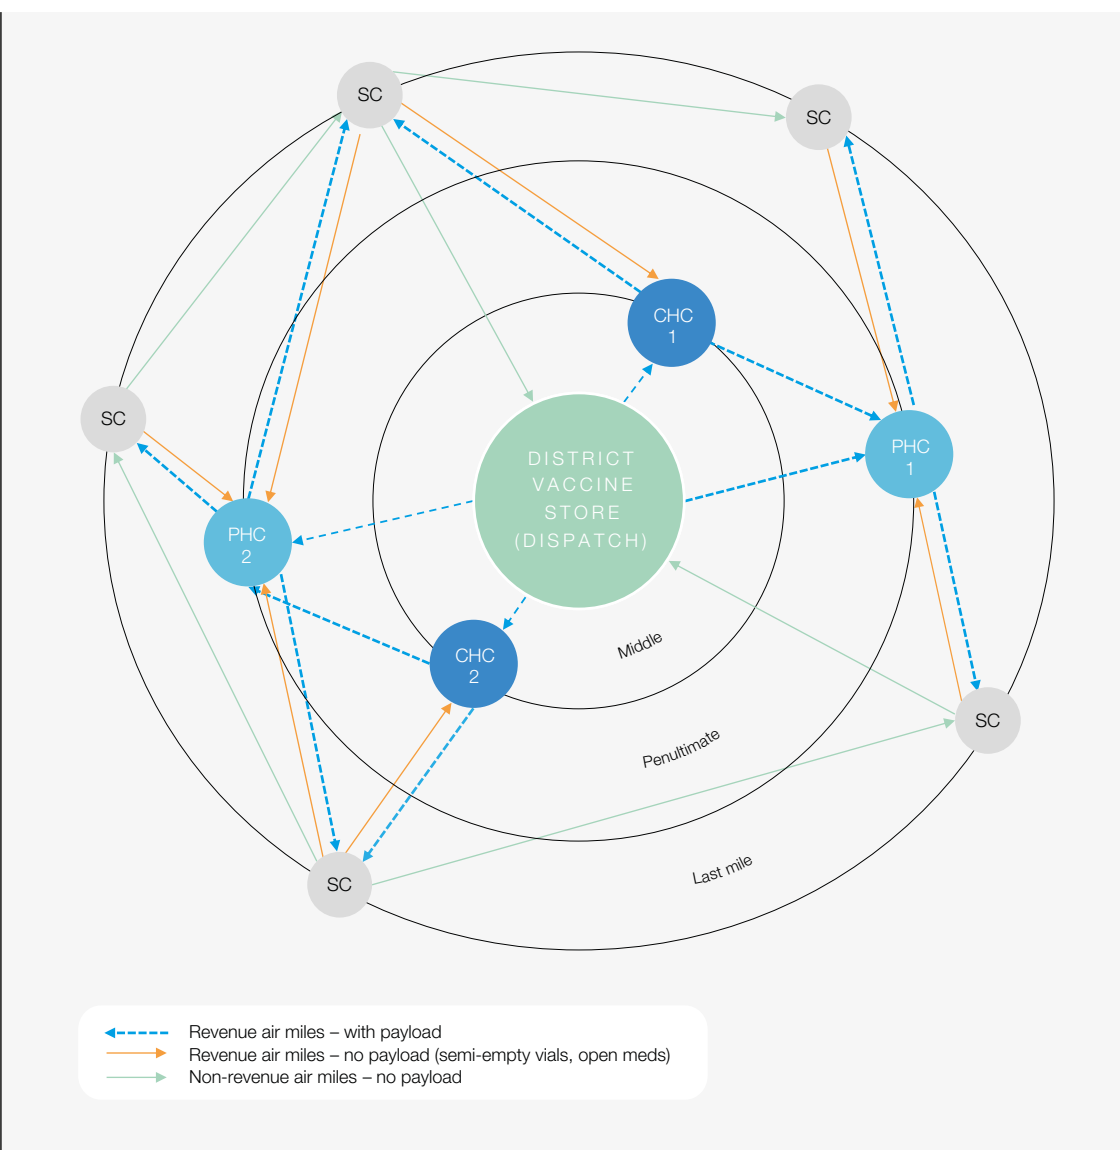 SC
SC
CHC
1
SC
DISTRICT
VACCINE
STORE
(DISPATCH)
PHC
1
PHC
2
CHC
2
Middle
SC
Penultimate
Last mile
SC
Revenue air miles – with payload
Revenue air miles – no payload (semi-empty vials, open meds)
Non-revenue air miles – no payload